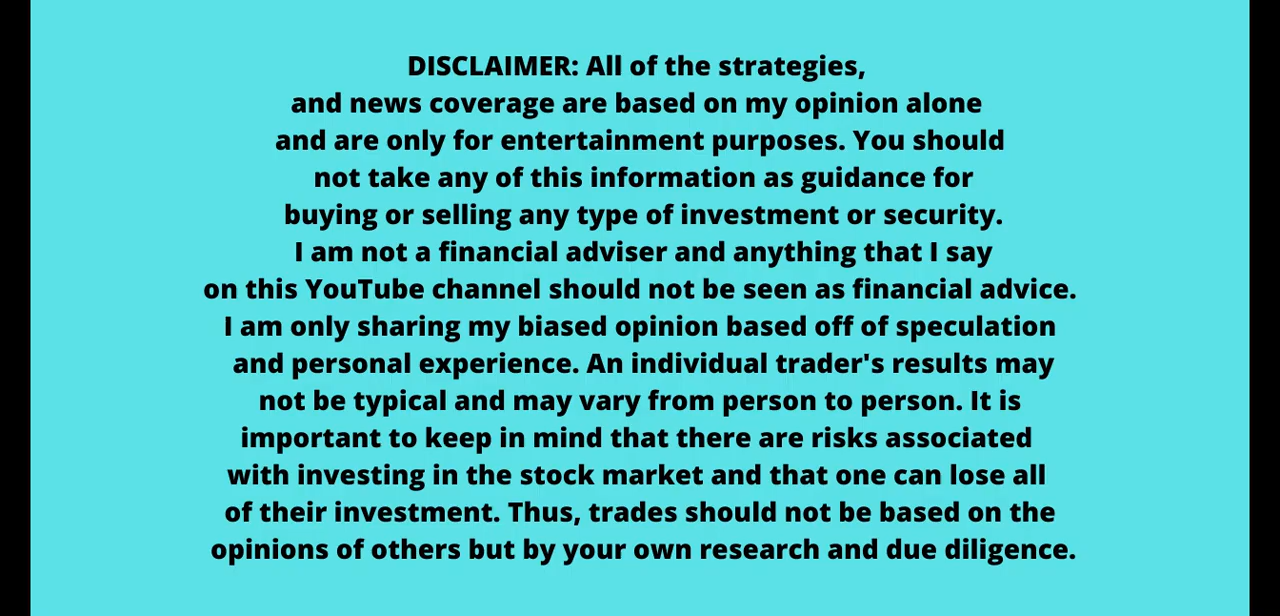 DISCLAIMER: All of the strategies,
and news coverage are based on my opinion alone
and are only for entertainment purposes. You should
not take any of this information as guidance for
buying or selling any type of investment or security.
I am not a financial adviser and anything that I say
on this YouTube channel should not be seen as financial advice.
I am only sharing my biased opinion based off of speculation
and personal experience. An individual trader's results may
not be typical and may vary from person to person. It is
important to keep in mind that there are risks associated
with investing in the stock market and that one can lose all
of their investment. Thus, trades should not be based on the
opinions of others but by your own research and due diligence.